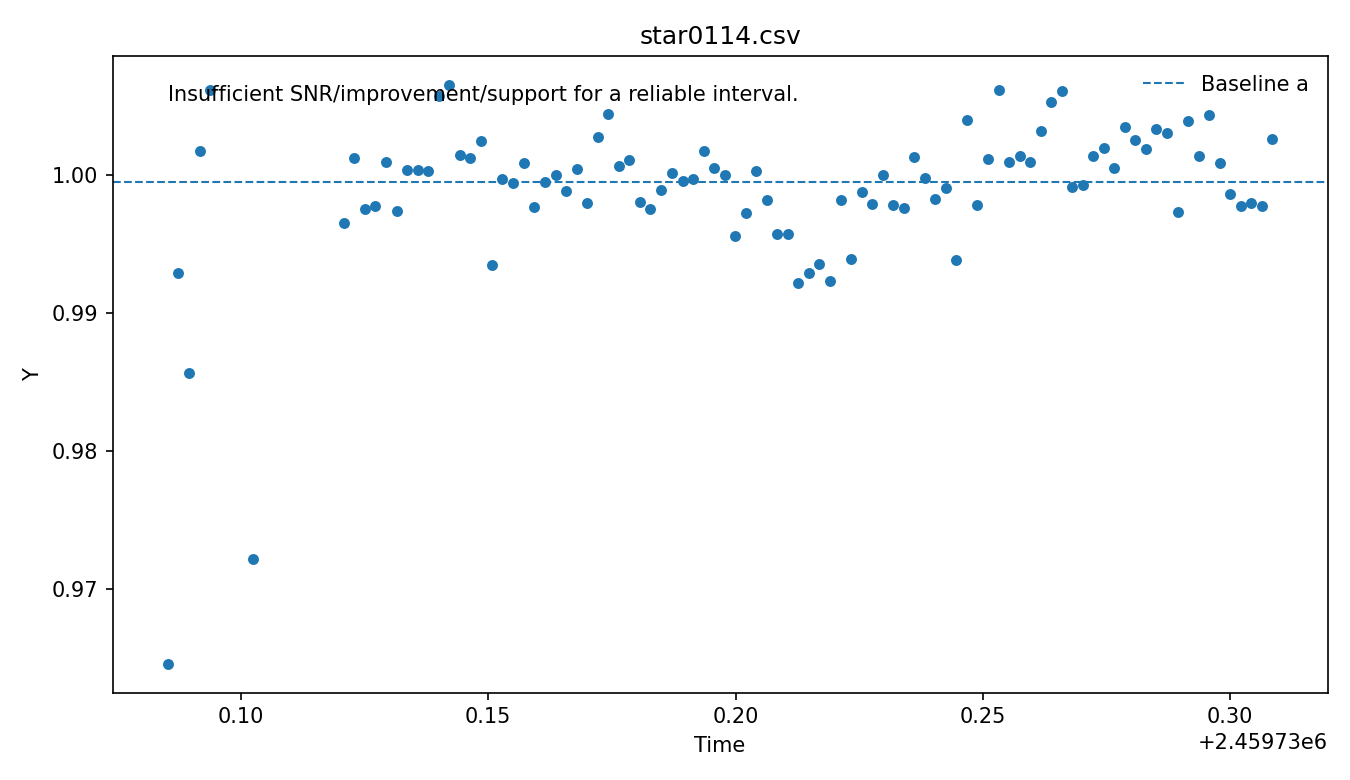 star0114.csv
Insufficient SNR/improvement/support for a reliable interval.
Baseline a
Y
1.00
0.99
0.98
0.97
0.10 0.15 0.20 0.25 0.30
Time
+2.45973e6